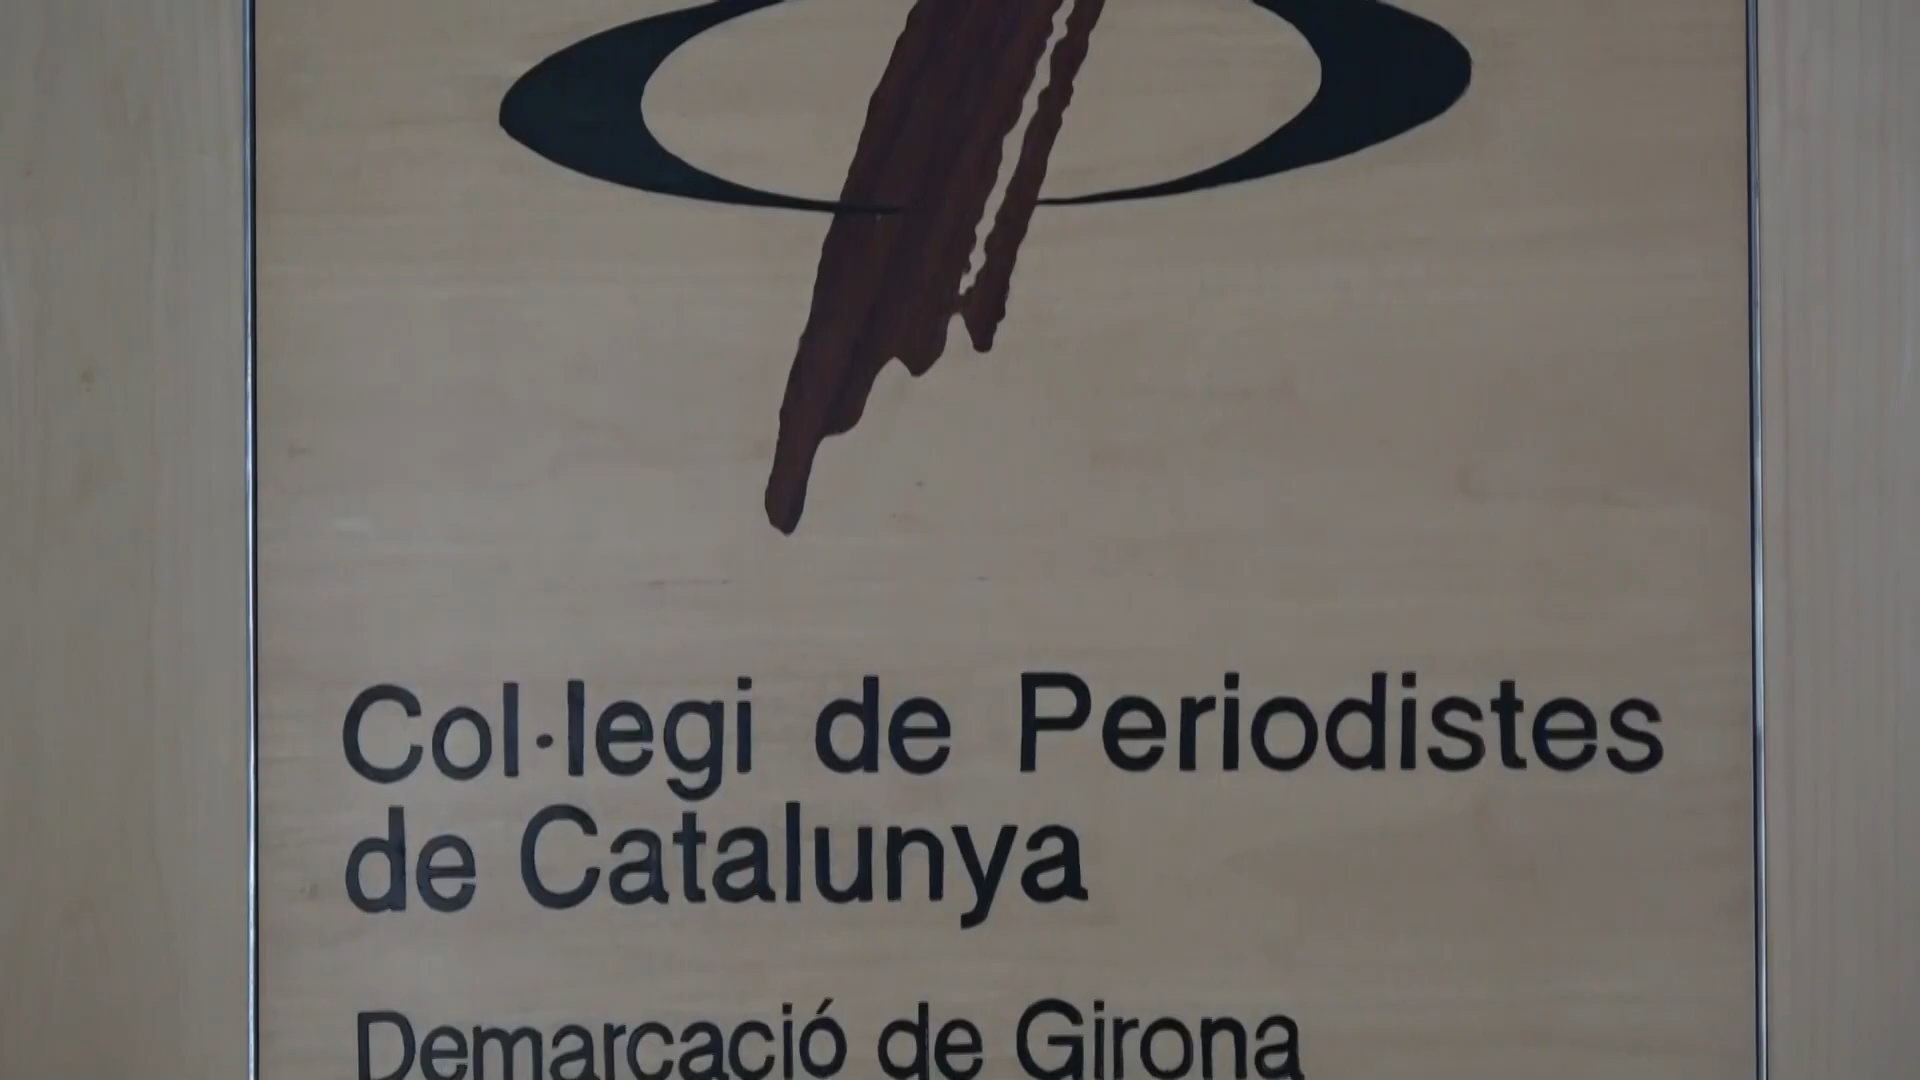 Col·legi de Periodistes
de Catalunya
Demarcació de Girona